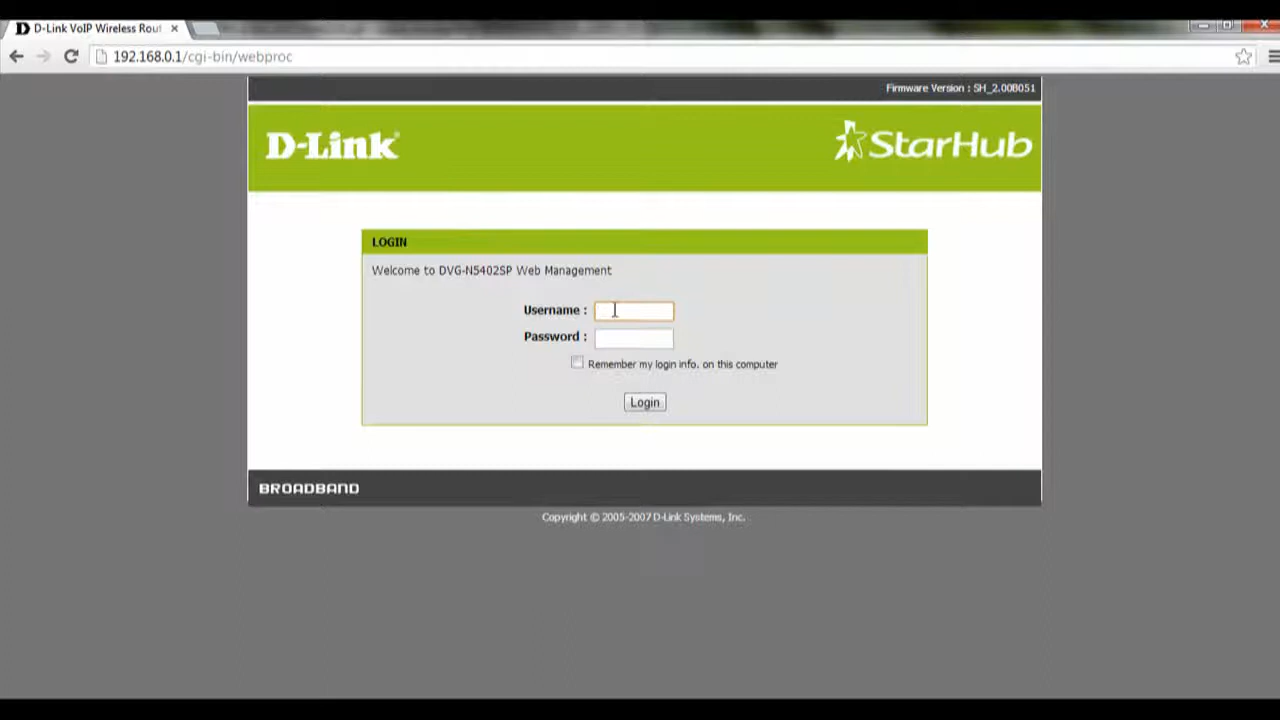 D-Link VoIP Wireless Rout
192.168.0.1/cgi-bin/webproc
Firmware Version : SH_2.008051
D-Link
StarHub
LOGIN
Welcome to DVG-N5402SP Web Management
Username :
Password :
Remember my login info. on this computer
Login
BROADBAND
Copyright © 2005-2007 D-Link Systems, Inc.